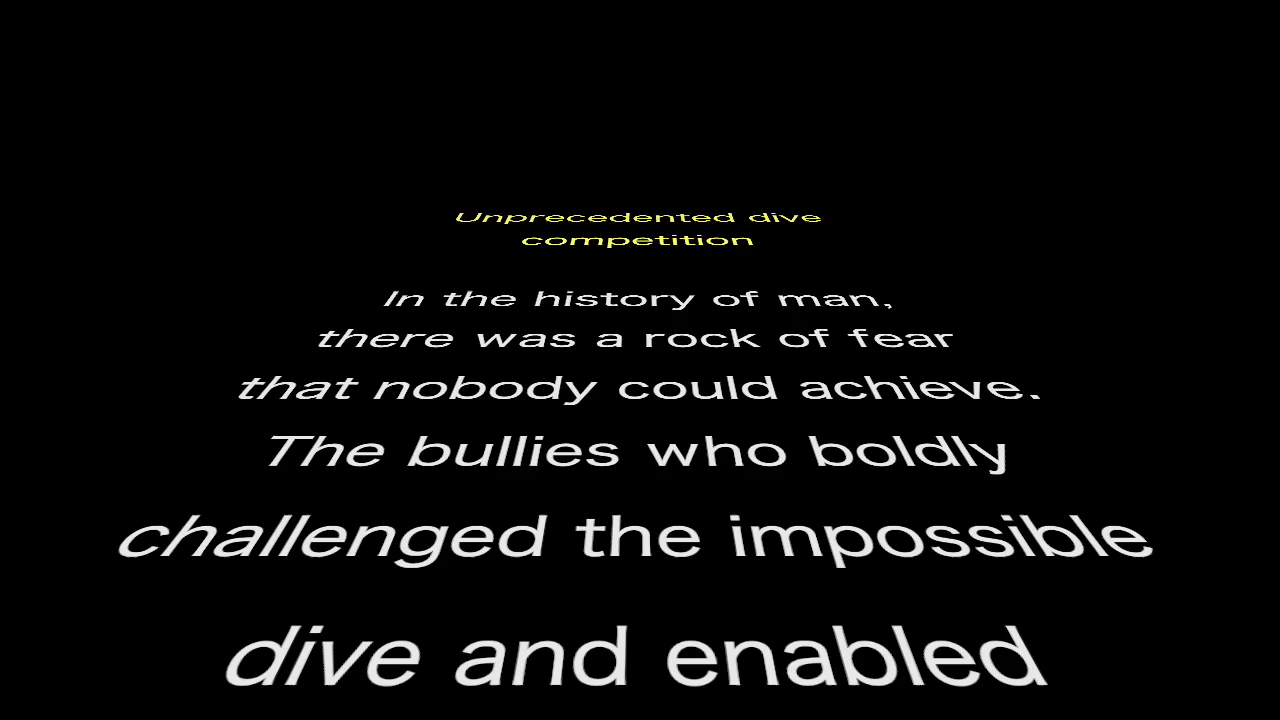 Unprecedented dive
competition
In the history of man,
there was a rock of fear
that nobody could achieve.
The bullies who boldly
challenged the impossible
dive and enabled